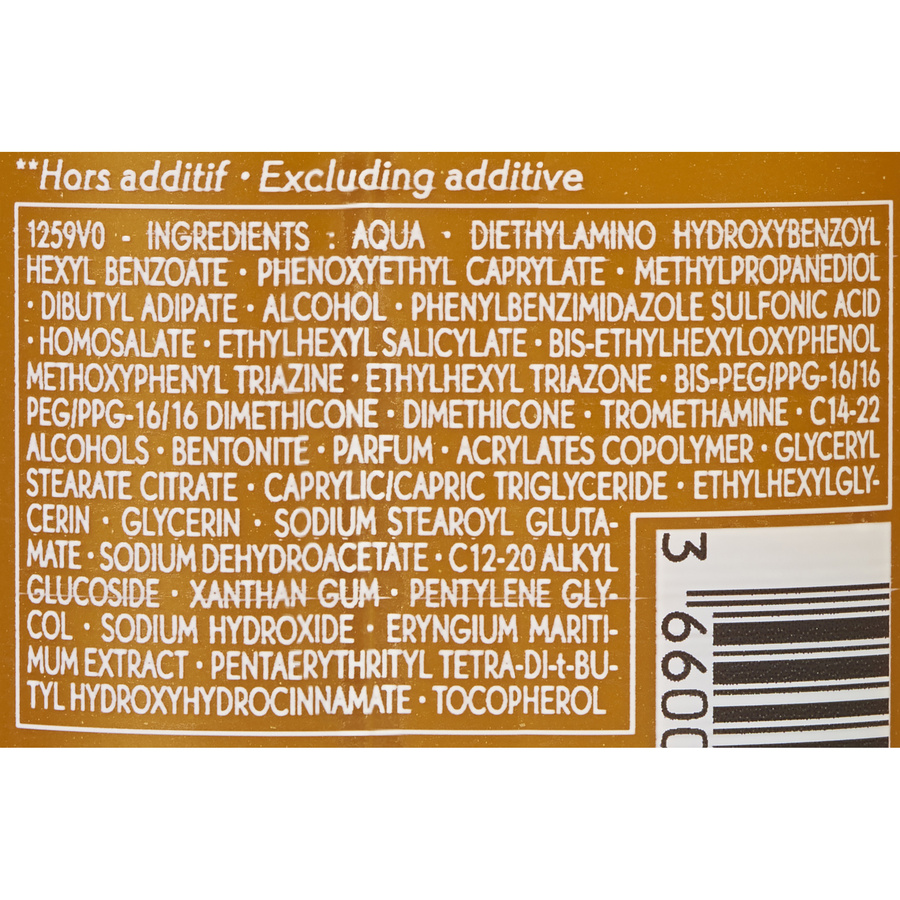 **Hors additif • Excluding additive
1259V0 - INGREDIENTS : AQUA • DIETHYLAMINO HYDROXYBENZOYL
HEXYL BENZOATE • PHENOXYETHYL CAPRYLATE • METHYLPROPANEDIOL
• DIBUTYL ADIPATE • ALCOHOL • PHENYLBENZIMIDAZOLE SULFONIC ACID
• HOMOSALATE • ETHYLHEXYL SALICYLATE • BIS-ETHYLHEXYLOXYPHENOL
METHOXYPHENYL TRIAZINE • ETHYLHEXYL TRIAZONE • BIS-PEG/PPG-16/16
PEG/PPG-16/16 DIMETHICONE • DIMETHICONE • TROMETHAMINE • C14-22
ALCOHOLS • BENTONITE • PARFUM • ACRYLATES COPOLYMER • GLYCERYL
STEARATE CITRATE • CAPRYLIC/CAPRIC TRIGLYCERIDE • ETHYLHEXYLGLY-
CERIN • GLYCERIN • SODIUM STEAROYL GLUTA-
MATE • SODIUM DEHYDROACETATE • C12-20 ALKYL
GLUCOSIDE • XANTHAN GUM • PENTYLENE GLY-
COL • SODIUM HYDROXIDE • ERYNGIUM MARITI-
MUM EXTRACT • PENTAERYTHRITYL TETRA-DI-t-BU-
TYL HYDROXYHYDROCINNAMATE • TOCOPHEROL
3 6600